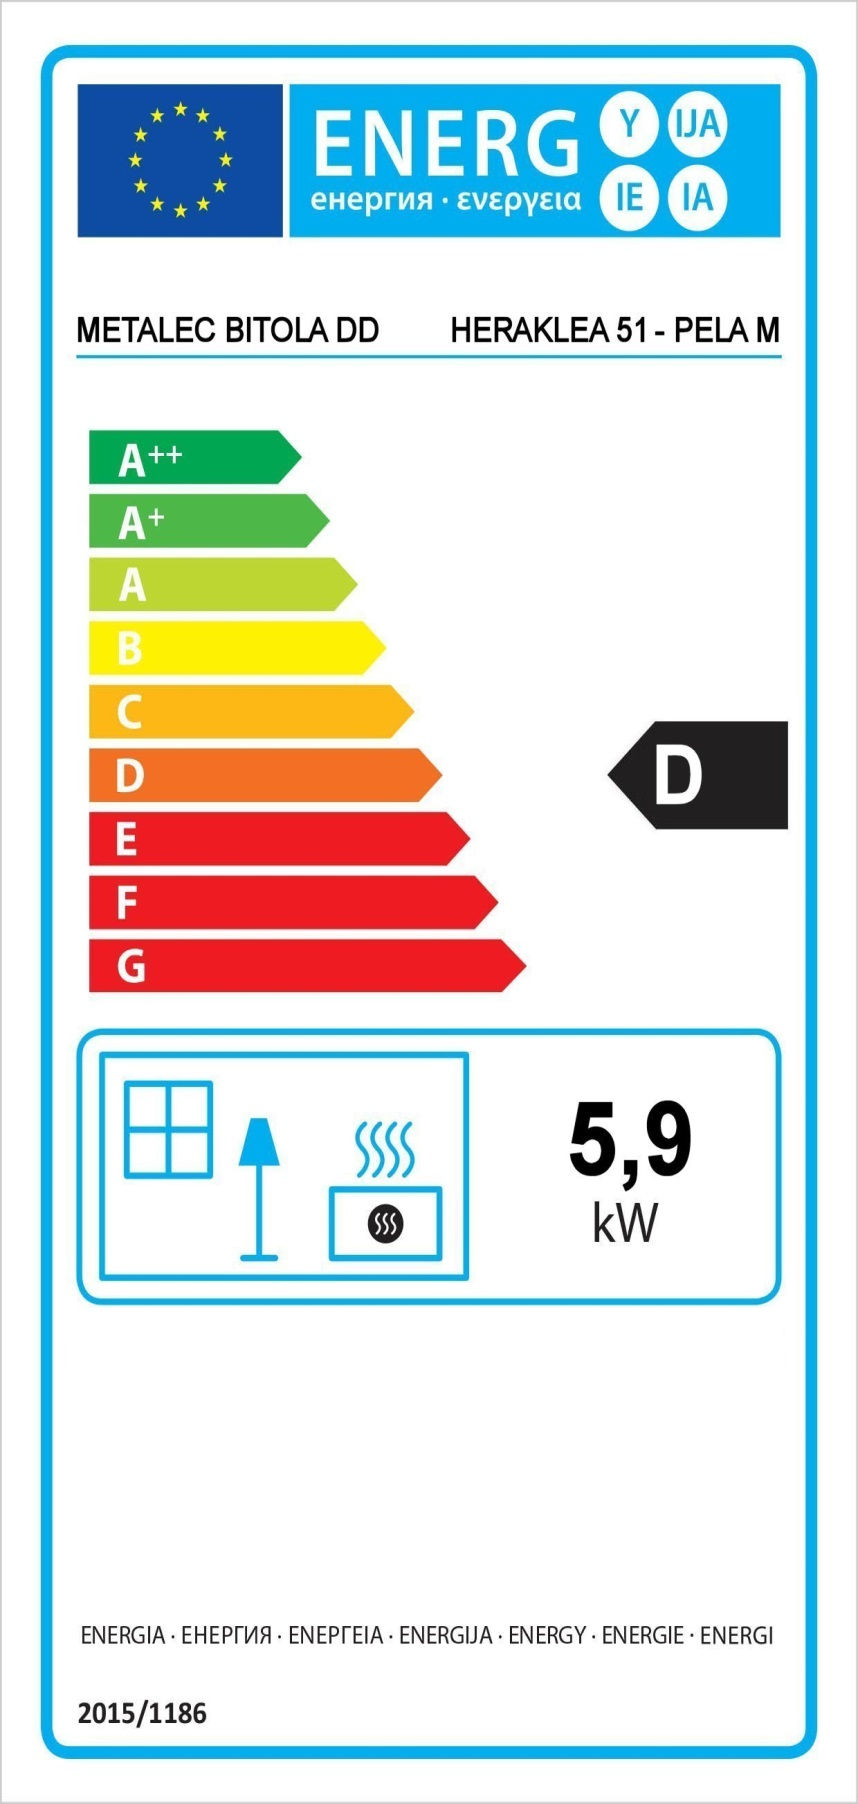 ENERG Y IJA
енергия · ενεργεια IE IA
METALEC BITOLA DD HERAKLEA 51 - PELA M
A++
A+
A
B
C
D D
E
F
G
5,9
kW
ENERGIA · ЕНЕРГИЯ · ΕΝΕΡΓΕΙΑ · ENERGIJA · ENERGY · ENERGIE · ENERGI
2015/1186